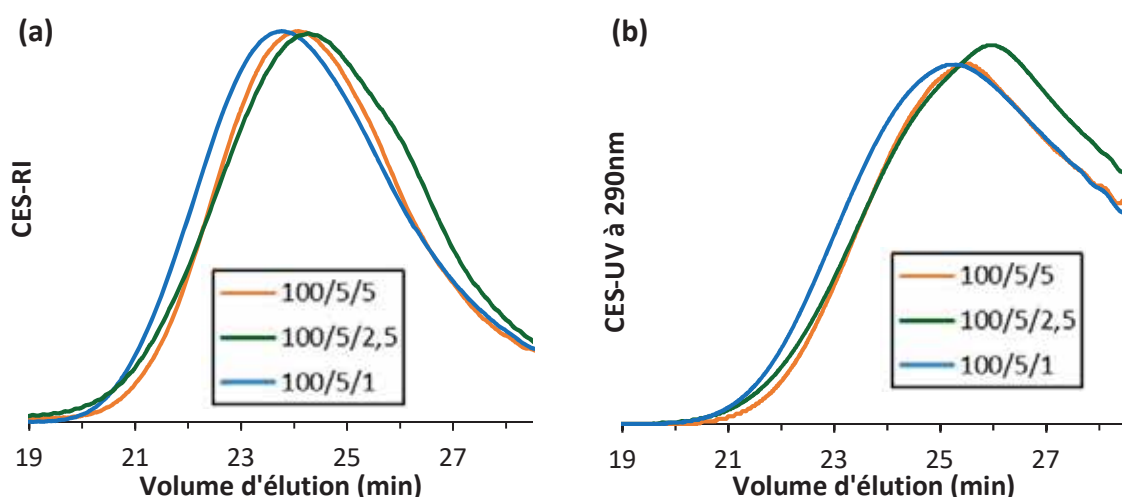 (a)
CES-RI
100/5/5
100/5/2,5
100/5/1
19 21 23 25 27
Volume d'élution (min)
(b)
CES-UV à 290nm
100/5/5
100/5/2,5
100/5/1
19 21 23 25 27
Volume d'élution (min)